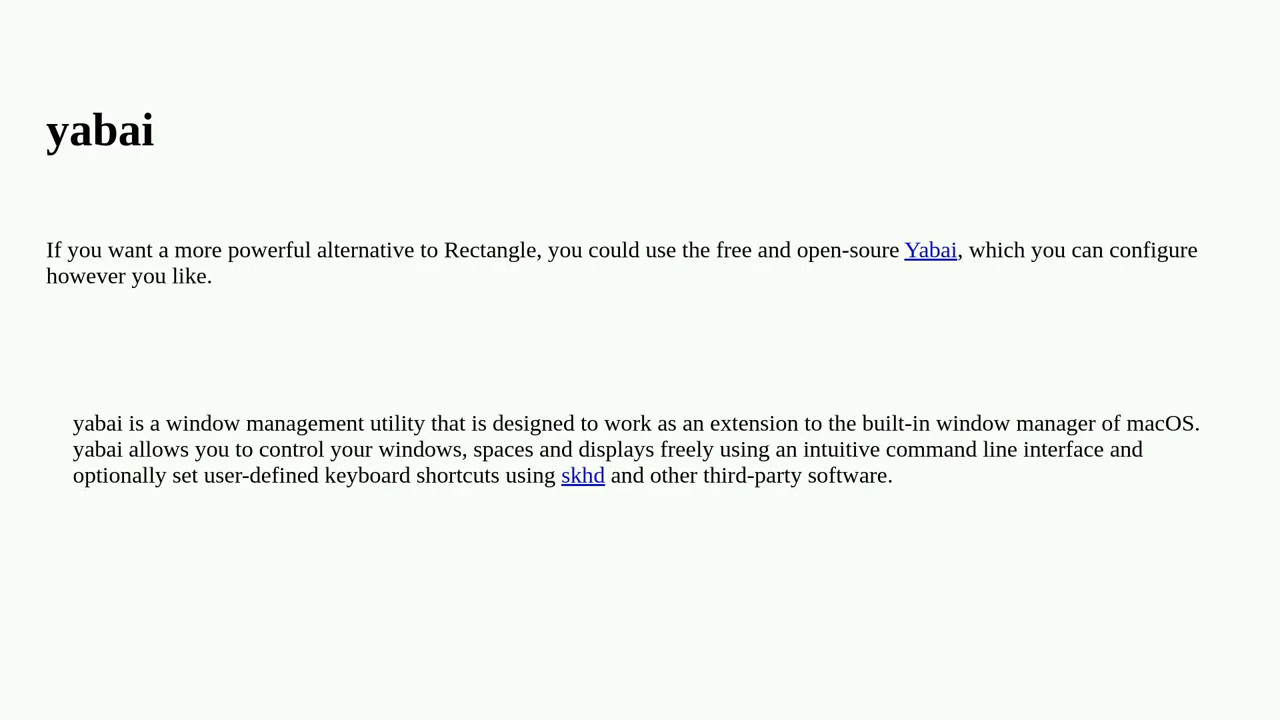 yabai
If you want a more powerful alternative to Rectangle, you could use the free and open-soure Yabai, which you can configure
however you like.
yabai is a window management utility that is designed to work as an extension to the built-in window manager of macOS.
yabai allows you to control your windows, spaces and displays freely using an intuitive command line interface and
optionally set user-defined keyboard shortcuts using skhd and other third-party software.